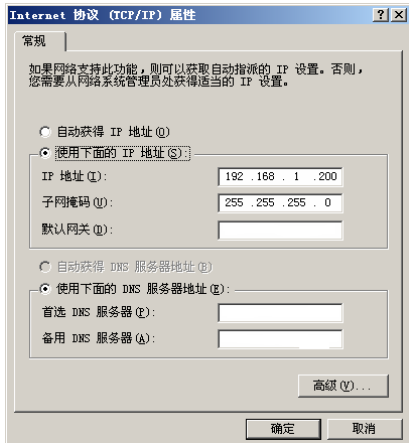 Internet 协议 (TCP/IP) 属性
常规
如果网络支持此功能，则可以获取自动指派的 IP 设置。否则，
您需要从网络系统管理员处获得适当的 IP 设置。
自动获得 IP 地址(O)
使用下面的 IP 地址(S):
IP 地址(I): 192 .168 . 1 .200
子网掩码(U): 255 .255 .255 . 0
默认网关(D):
自动获得 DNS 服务器地址(B)
使用下面的 DNS 服务器地址(E):
首选 DNS 服务器(P):
备用 DNS 服务器(A):
高级(V)...
确定 取消